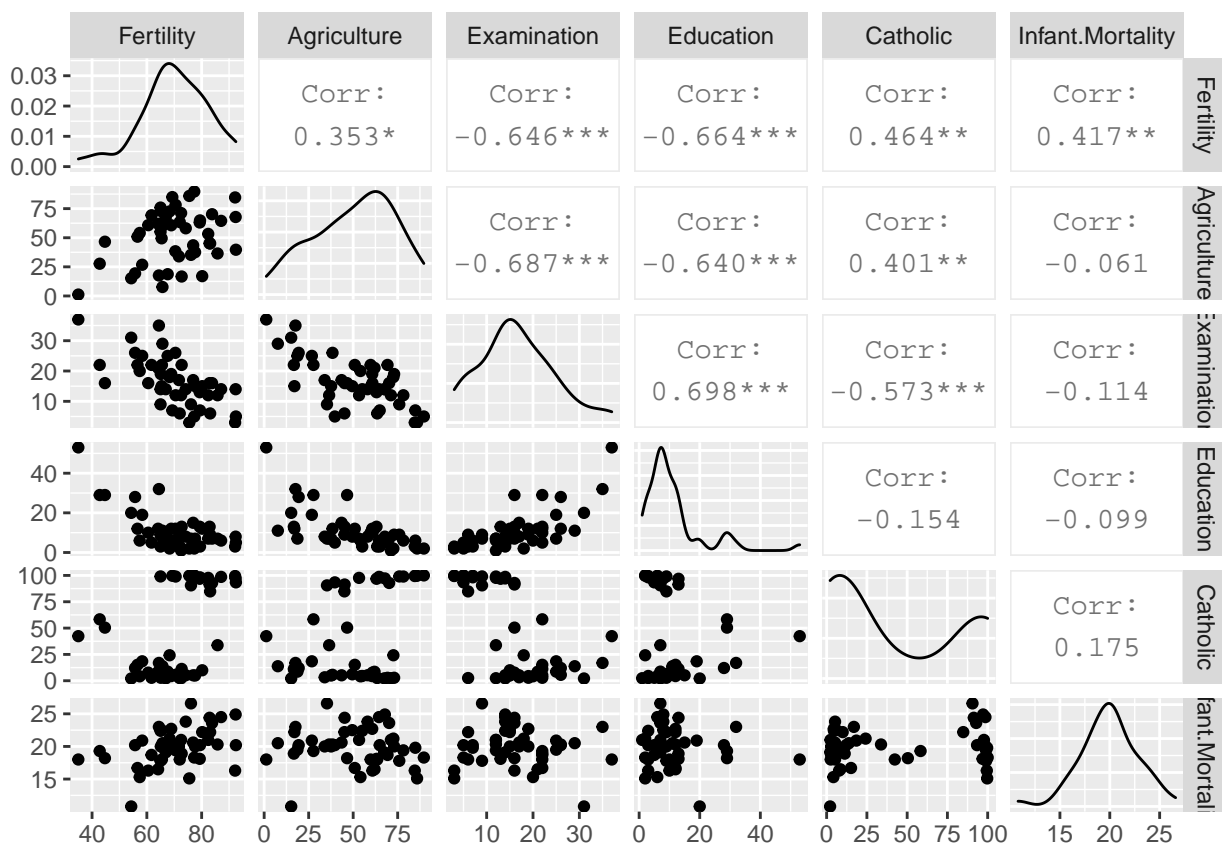 Fertility Agriculture Examination Education Catholic Infant.Mortality
0.03
0.02
0.01
0.00
Corr: Corr: Corr: Corr: Corr:
0.353* -0.646*** -0.664*** 0.464** 0.417**
Fertility
75
50
25
0
Corr: Corr: Corr: Corr:
-0.687*** -0.640*** 0.401** -0.061
Agriculture
30
20
10
Corr: Corr: Corr:
0.698*** -0.573*** -0.114
Examination
40
20
0
Corr: Corr:
-0.154 -0.099
Education
100
75
50
25
0
Corr:
0.175
Catholic
25
20
15
fant.Mortali
40 60 80 0 25 50 75 10 20 30 0 20 40 0 25 50 75 100 15 20 25